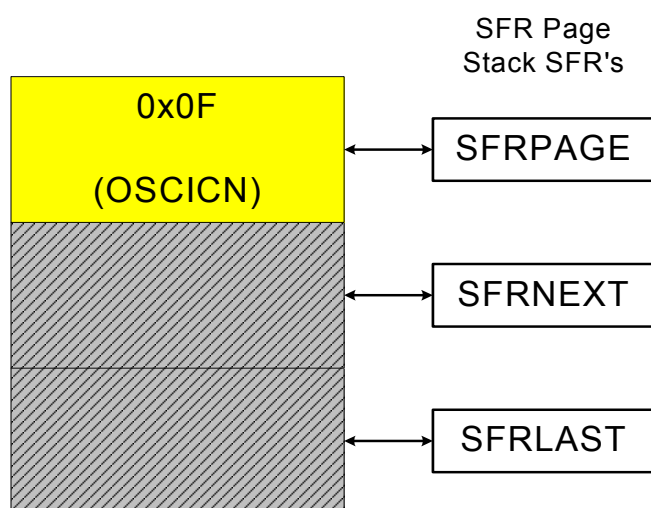 SFR Page
Stack SFR's
0x0F
(OSCICN)
SFRPAGE
SFRNEXT
SFRLAST